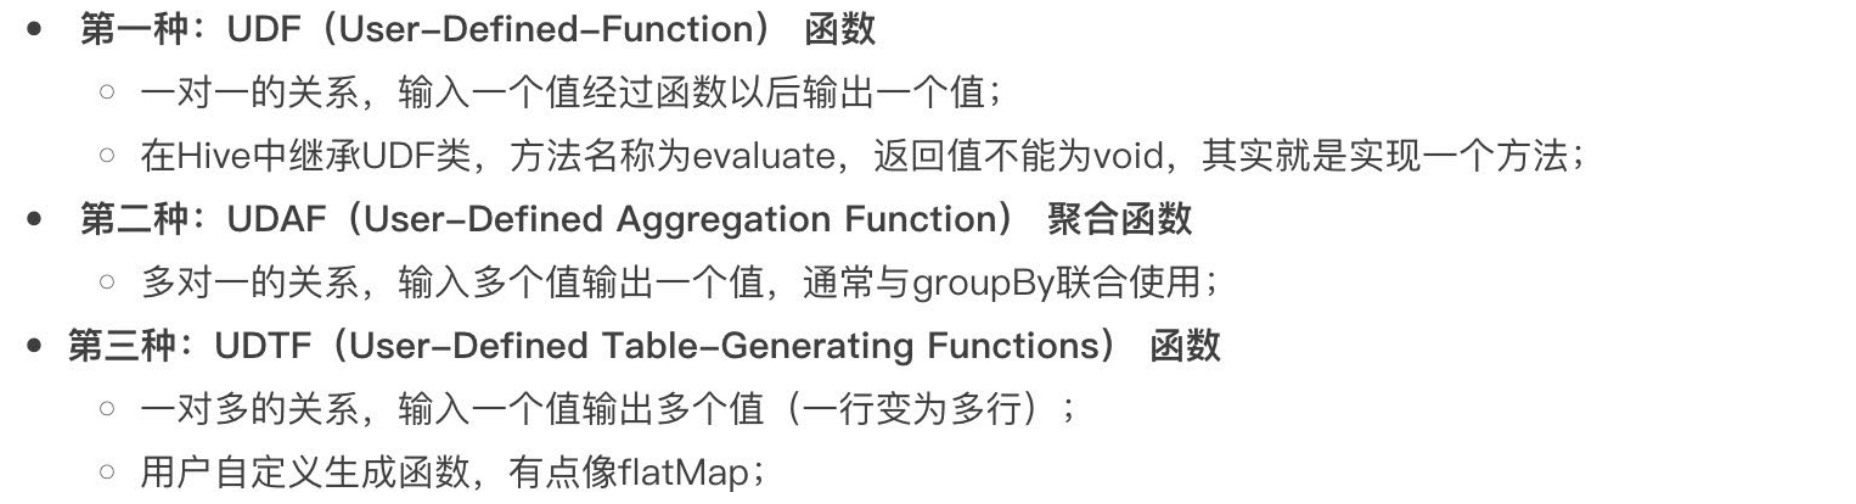 • 第一种：UDF（User-Defined-Function） 函数
○ 一对一的关系，输入一个值经过函数以后输出一个值；
○ 在Hive中继承UDF类，方法名称为evaluate，返回值不能为void，其实就是实现一个方法；
• 第二种：UDAF（User-Defined Aggregation Function） 聚合函数
○ 多对一的关系，输入多个值输出一个值，通常与groupBy联合使用；
• 第三种：UDTF（User-Defined Table-Generating Functions） 函数
○ 一对多的关系，输入一个值输出多个值（一行变为多行）；
○ 用户自定义生成函数，有点像flatMap；